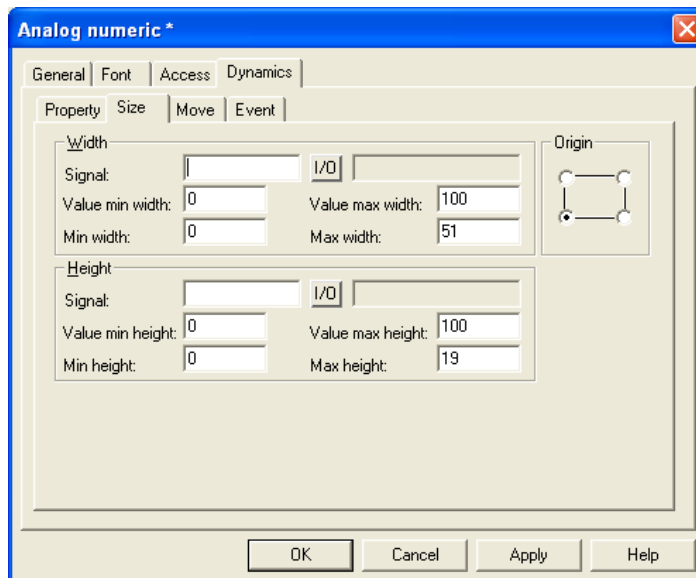 Analog numeric *
General Font Access Dynamics
Property Size Move Event
Width
Origin
Signal: I/O
Value min width: 0 Value max width: 100
Min width: 0 Max width: 51
Height
Signal: I/O
Value min height: 0 Value max height: 100
Min height: 0 Max height: 19
OK Cancel Apply Help